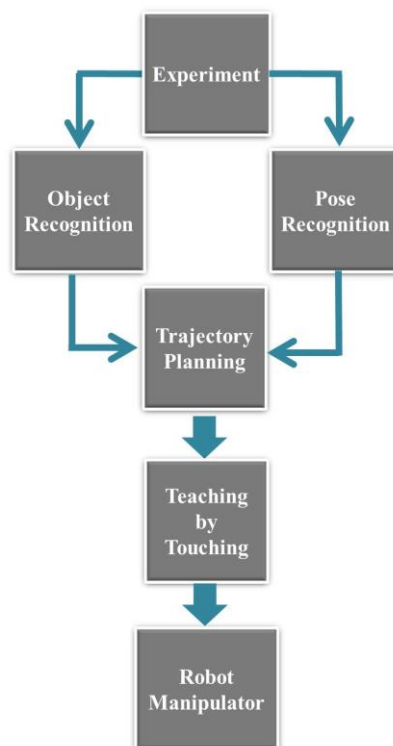 Experiment
Object
Recognition
Pose
Recognition
Trajectory
Planning
Teaching
by
Touching
Robot
Manipulator